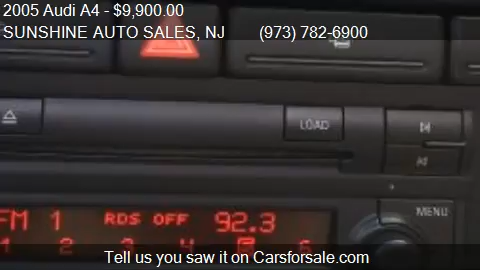 2005 Audi A4 - $9,900.00
SUNSHINE AUTO SALES, NJ (973) 782-6900
LOAD
MENU
FM 1 RDS OFF 92.3
1 2 3 4 5 6
Tell us you saw it on Carsforsale.com